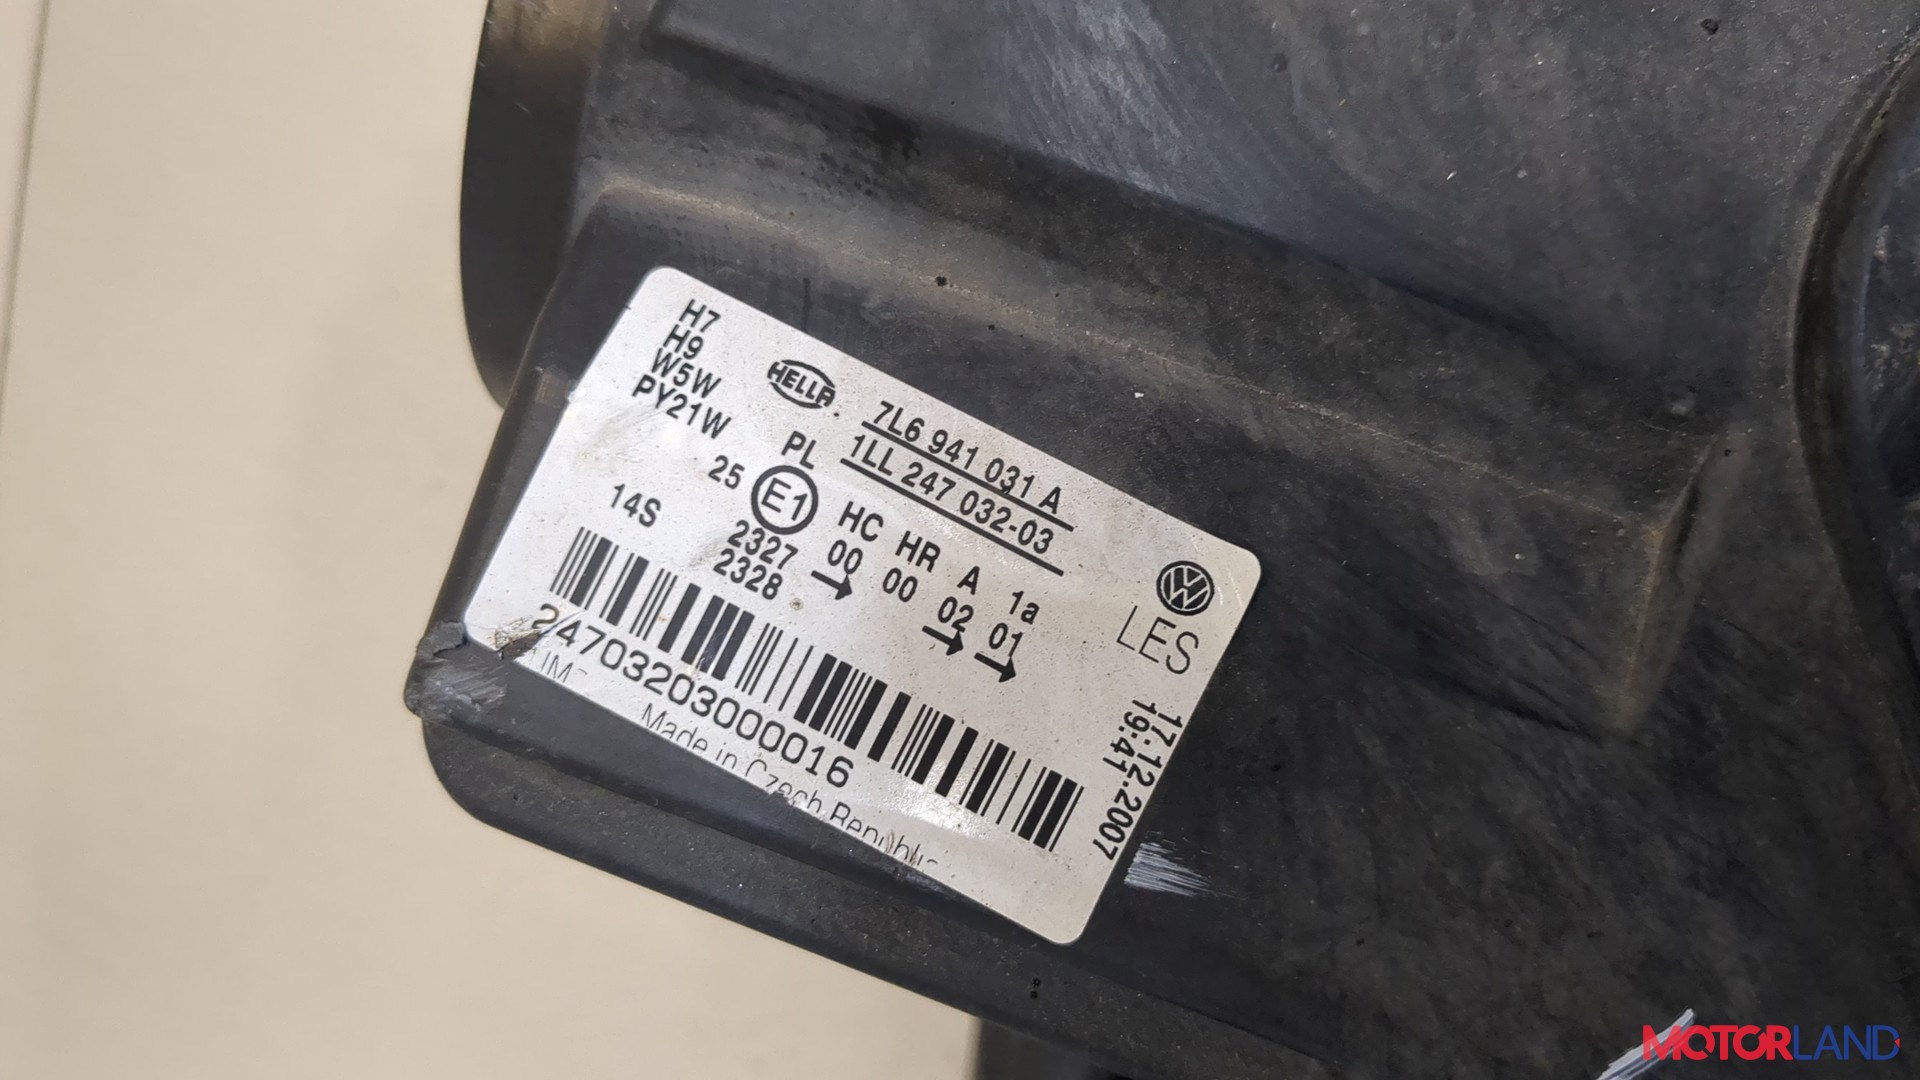 H7
H9
W5W
PY21W
HELLA
7L6 941 031 A
1LL 247 032-03
PL
25 E1 HC HR A 1a
14S 2327 00 00 02 01
2328
LES
24703203000016
Made in Czech Republic
17.12.2007
19:41
MOTORLAND